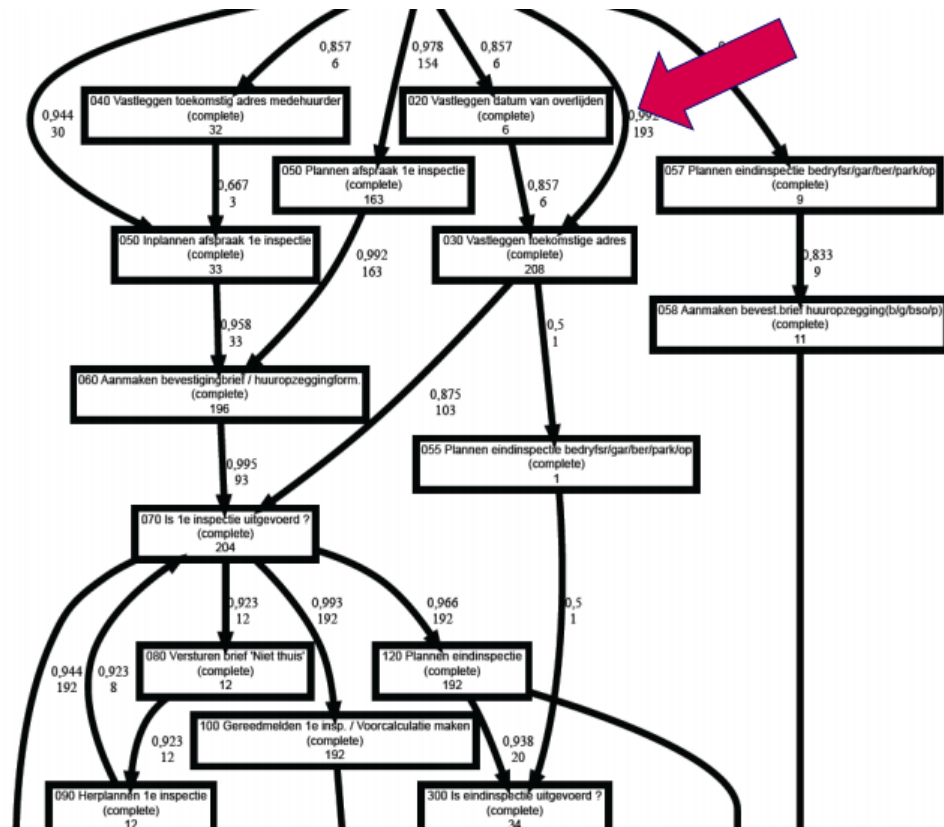 0,857
6
0,978
154
0,857
6
040 Vastleggen toekomstig adres medehuurder
(complete)
32
020 Vastleggen datum van overlijden
(complete)
6
0,944
30
0,992
193
050 Plannen afspraak 1e inspectie
(complete)
163
057 Plannen eindinspectie bedryfsr/gar/ber/park/op
(complete)
9
0,667
3
0,857
6
050 Inplannen afspraak 1e inspectie
(complete)
33
030 Vastleggen toekomstige adres
(complete)
208
0,992
163
0,833
9
058 Aanmaken bevest.brief huuropzegging(b/g/bso/p)
(complete)
11
0,958
33
0,5
1
060 Aanmaken bevestigingbrief / huuropzeggingform.
(complete)
196
0,875
103
055 Plannen eindinspectie bedryfsr/gar/ber/park/op
(complete)
1
0,995
93
070 Is 1e inspectie uitgevoerd ?
(complete)
204
0,923
12
0,993
192
0,966
192
0,5
1
080 Versturen brief 'Niet thuis'
(complete)
12
120 Plannen eindinspectie
(complete)
192
0,944
192
0,923
8
100 Gereedmelden 1e insp. / Voorcalculatie maken
(complete)
192
0,923
12
0,938
20
090 Herplannen 1e inspectie
(complete)
12
300 Is eindinspectie uitgevoerd ?
(complete)
34